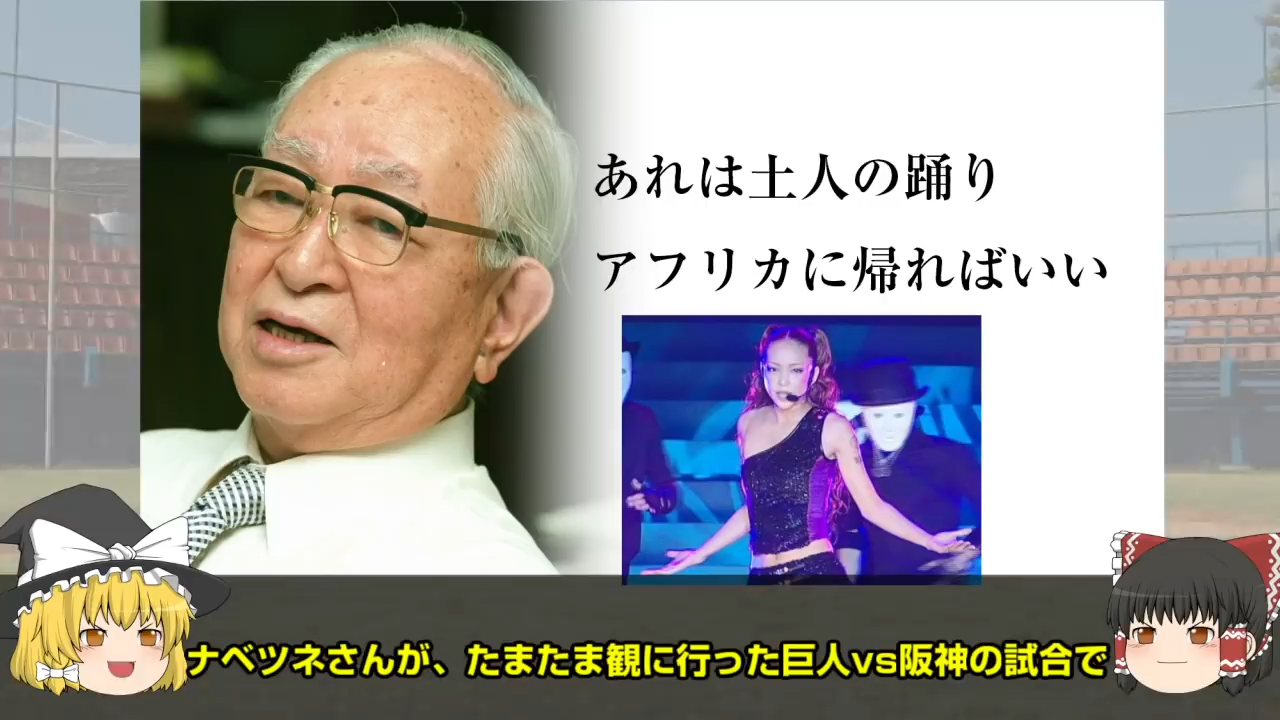 あれは土人の踊り
アフリカに帰ればいい
ナベツネさんが、たまたま観に行った巨人vs阪神の試合で